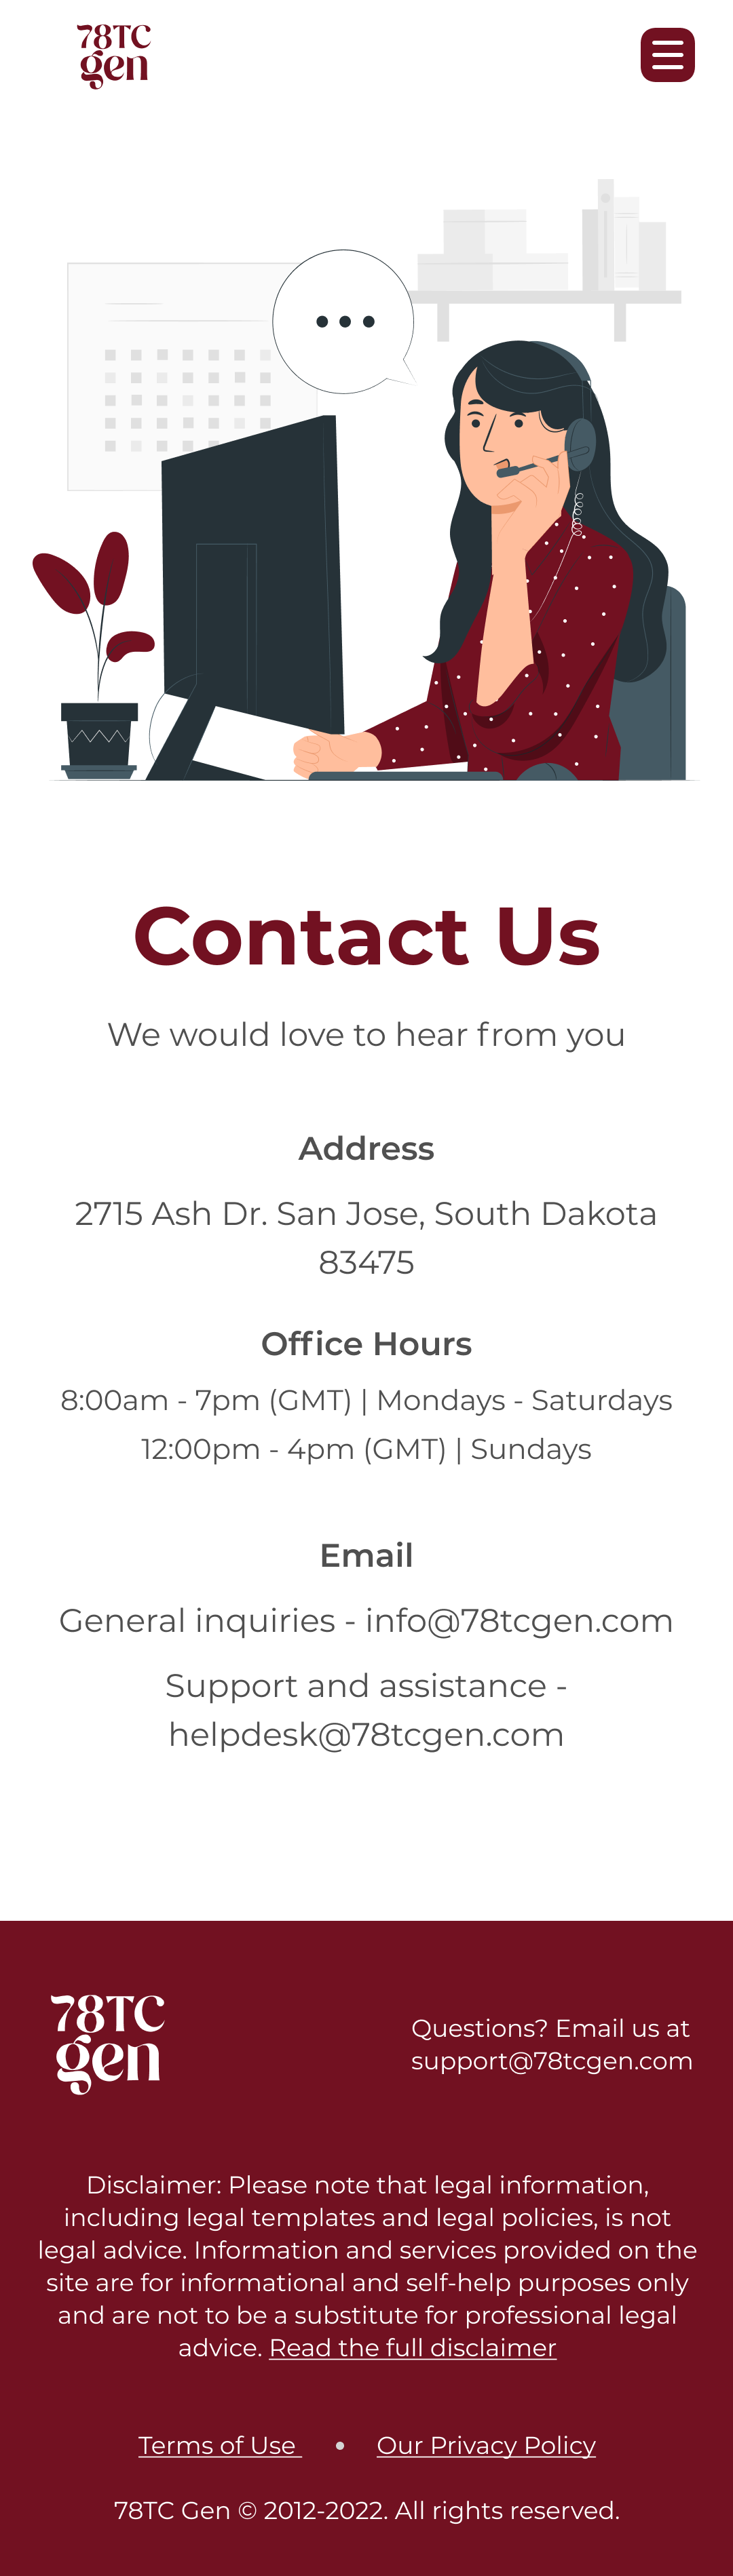 78TC
gen
Contact Us
We would love to hear from you
Address
2715 Ash Dr. San Jose, South Dakota
83475
Office Hours
8:00am - 7pm (GMT) | Mondays - Saturdays
12:00pm - 4pm (GMT) | Sundays
Email
General inquiries - info@78tcgen.com
Support and assistance -
helpdesk@78tcgen.com
78TC
gen
Questions? Email us at
support@78tcgen.com
Disclaimer: Please note that legal information,
including legal templates and legal policies, is not
legal advice. Information and services provided on the
site are for informational and self-help purposes only
and are not to be a substitute for professional legal
advice. Read the full disclaimer
Terms of Use • Our Privacy Policy
78TC Gen © 2012-2022. All rights reserved.